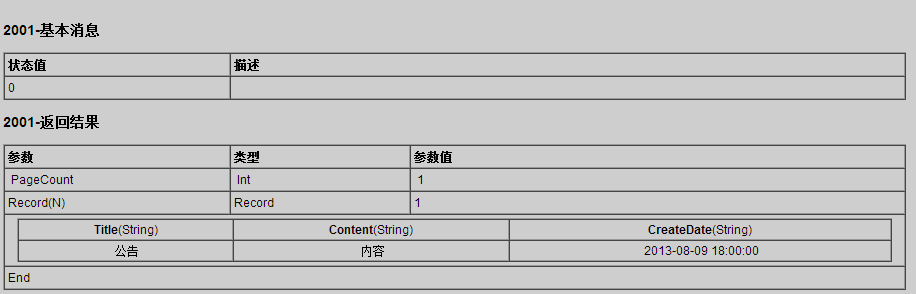 2001-基本消息
状态值 描述
0
2001-返回结果
参数 类型 参数值
PageCount Int 1
Record(N) Record 1
Title(String) Content(String) CreateDate(String)
公告 内容 2013-08-09 18:00:00
End